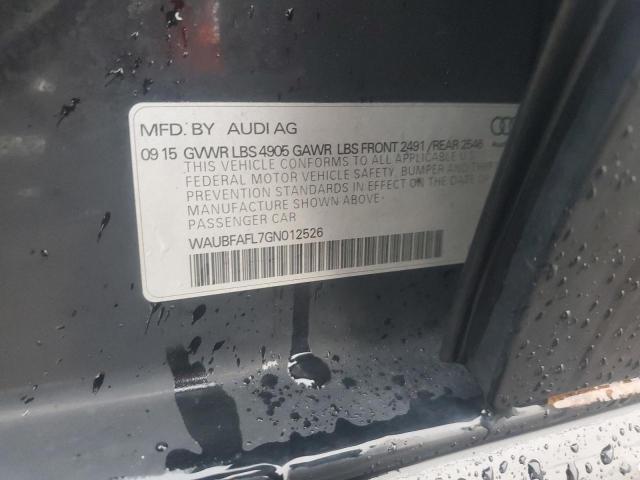 MFD. BY AUDI AG
09 15 GVWR LBS 4905 GAWR LBS FRONT 2491 / REAR 2546
THIS VEHICLE CONFORMS TO ALL APPLICABLE U.S.
FEDERAL MOTOR VEHICLE SAFETY, BUMPER AND THEFT
PREVENTION STANDARDS IN EFFECT ON THE DATE OF
MANUFACTURE SHOWN ABOVE.
PASSENGER CAR
WAUBFAFL7GN012526